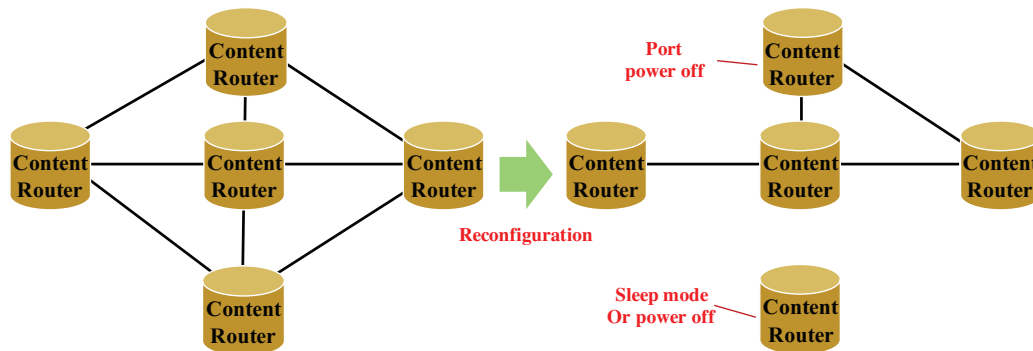 Content
Router
Content
Router
Content
Router
Content
Router
Content
Router
Reconfiguration
Port
power off
Content
Router
Content
Router
Content
Router
Content
Router
Sleep mode
Or power off
Content
Router